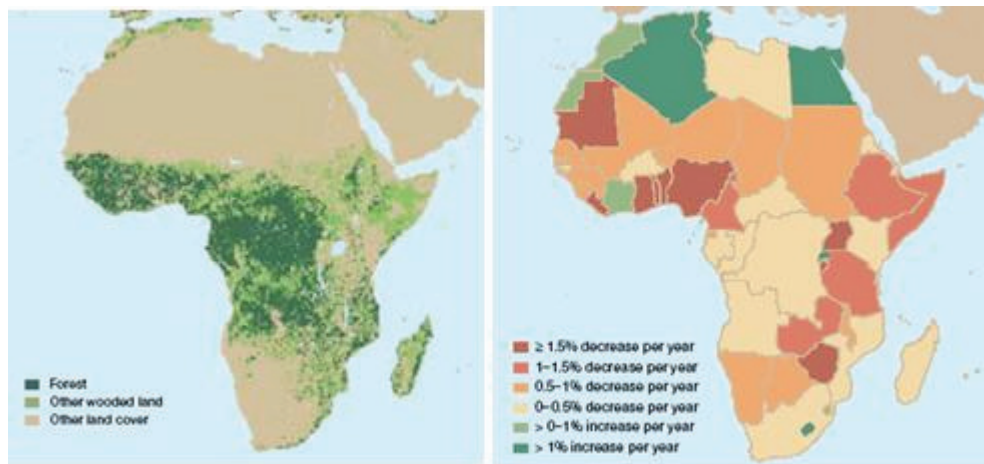 Forest
Other wooded land
Other land cover
≥ 1.5% decrease per year
1–1.5% decrease per year
0.5–1% decrease per year
0–0.5% decrease per year
> 0–1% increase per year
> 1% increase per year